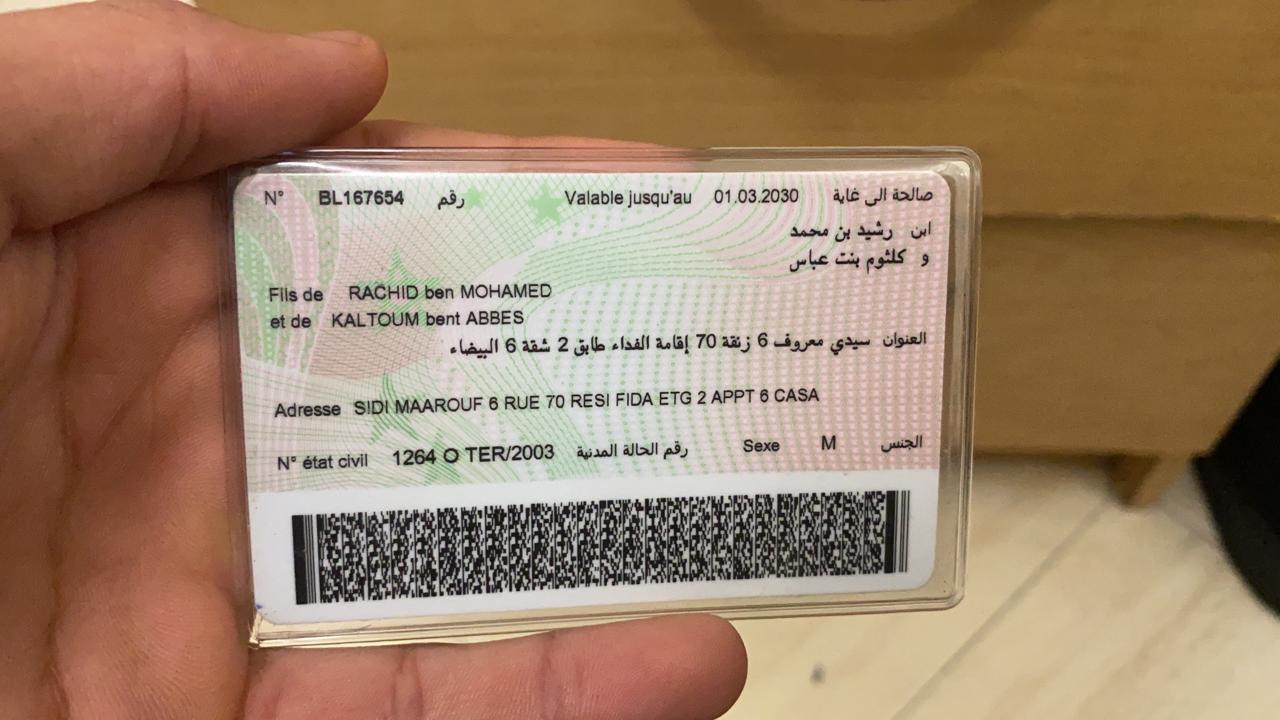 N° BL167654 رقم Valable jusqu'au 01.03.2030 صالحة الى غاية
ابن رشيد بن محمد
و كلثوم بنت عباس
Fils de RACHID ben MOHAMED
et de KALTOUM bent ABBES
العنوان سيدي معروف 6 زنقة 70 إقامة الفداء طابق 2 شقة 6 البيضاء
Adresse SIDI MAAROUF 6 RUE 70 RESI FIDA ETG 2 APPT 6 CASA
N° état civil 1264 O TER/2003 رقم الحالة المدنية Sexe M الجنس